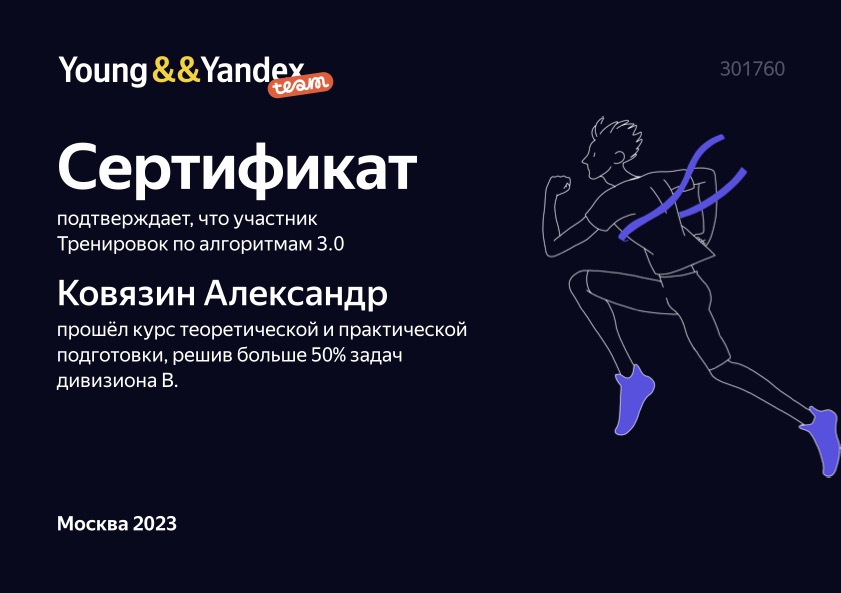 Young&&Yandex
team
301760
Сертификат
подтверждает, что участник
Тренировок по алгоритмам 3.0
Ковязин Александр
прошёл курс теоретической и практической
подготовки, решив больше 50% задач
дивизиона B.
Москва 2023